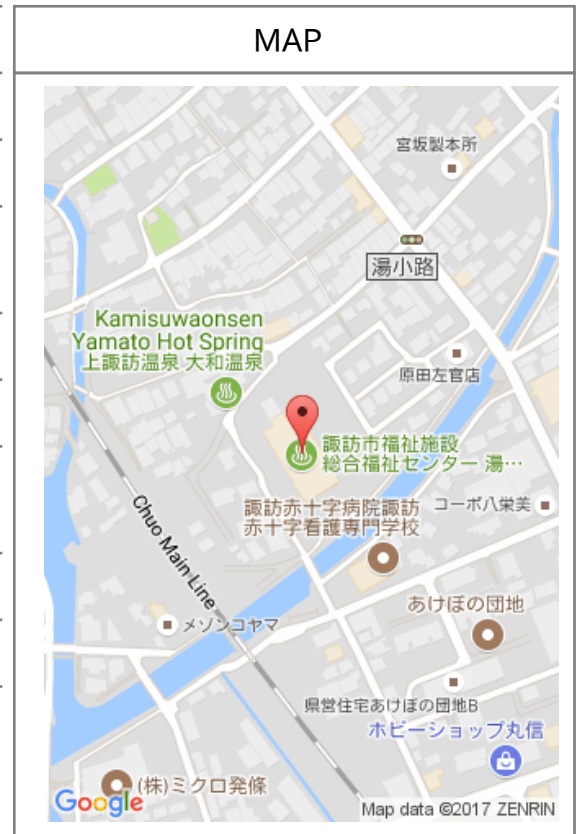 MAP
宮坂製本所
湯小路
Kamisuwaonsen
Yamato Hot Spring
上諏訪温泉 大和温泉
原田左官店
諏訪市福祉施設
総合福祉センター 湯…
諏訪赤十字病院諏訪
赤十字看護専門学校
コーポ八栄美
Chuo Main Line
あけぼの団地
メゾンコヤマ
県営住宅あけぼの団地B
ホビーショップ丸信
(株)ミクロ発條
Google
Map data ©2017 ZENRIN